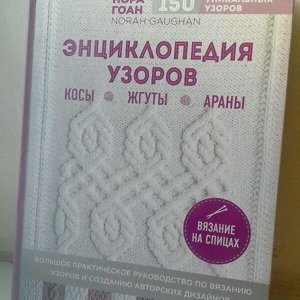 НОРА
ГОАН
NORAH GAUGHAN
150
УНИКАЛЬНЫХ
УЗОРОВ
ЭНЦИКЛОПЕДИЯ
УЗОРОВ
КОСЫ ЖГУТЫ АРАНЫ
ВЯЗАНИЕ
НА СПИЦАХ
БОЛЬШОЕ ПРАКТИЧЕСКОЕ РУКОВОДСТВО ПО ВЯЗАНИЮ
УЗОРОВ И СОЗДАНИЮ АВТОРСКИХ ДИЗАЙНОВ